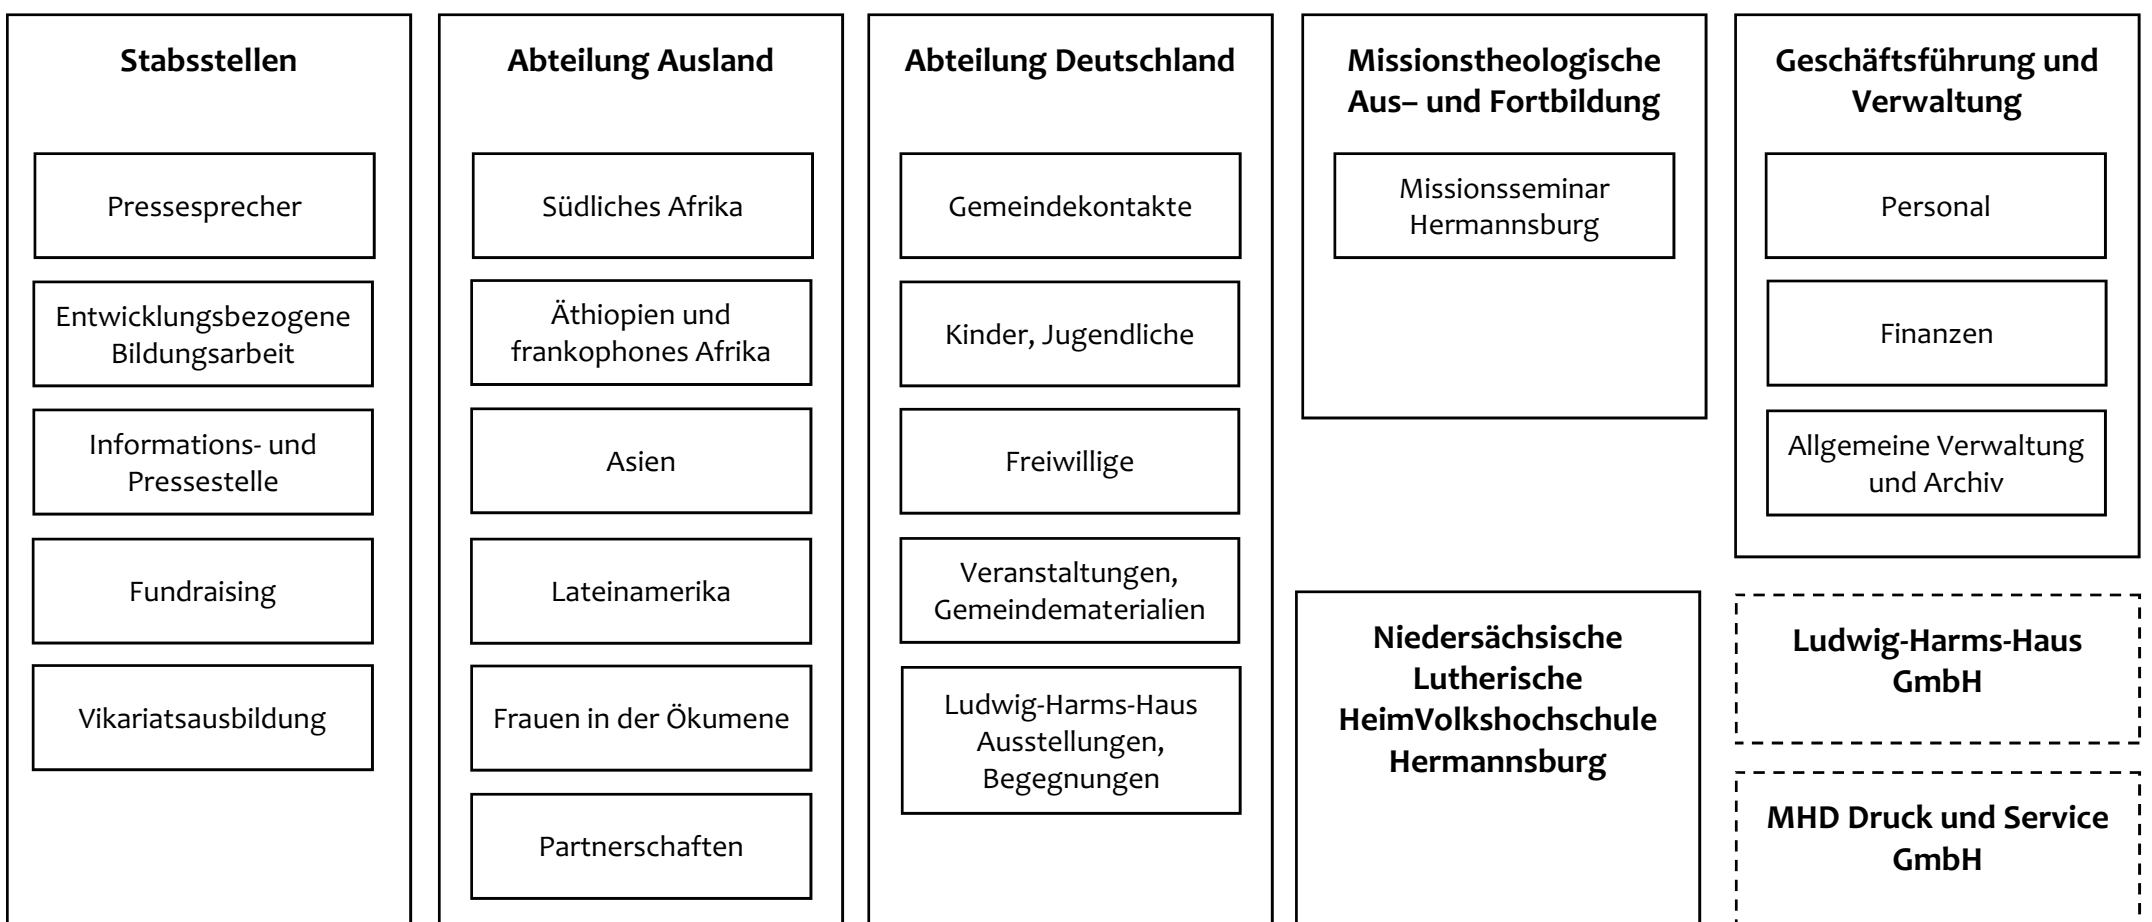 Stabsstellen
Pressesprecher
Entwicklungsbezogene
Bildungsarbeit
Informations- und
Pressestelle
Fundraising
Vikariatsausbildung
Abteilung Ausland
Südliches Afrika
Äthiopien und
frankophones Afrika
Asien
Lateinamerika
Frauen in der Ökumene
Partnerschaften
Abteilung Deutschland
Gemeindekontakte
Kinder, Jugendliche
Freiwillige
Veranstaltungen,
Gemeindematerialien
Ludwig-Harms-Haus
Ausstellungen,
Begegnungen
Missionstheologische
Aus– und Fortbildung
Missionsseminar
Hermannsburg
Niedersächsische
Lutherische
HeimVolkshochschule
Hermannsburg
Geschäftsführung und
Verwaltung
Personal
Finanzen
Allgemeine Verwaltung
und Archiv
Ludwig-Harms-Haus
GmbH
MHD Druck und Service
GmbH